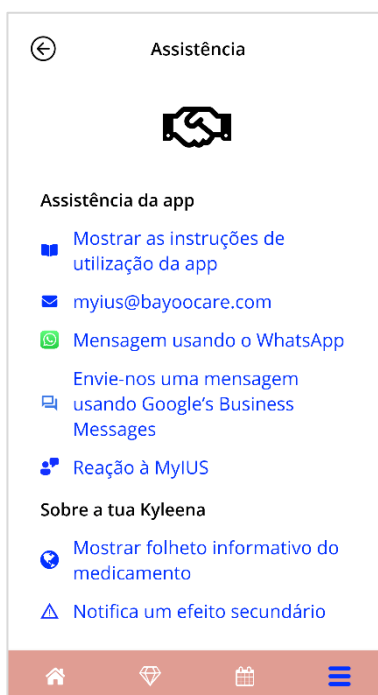 Assistência
Assistência da app
Mostrar as instruções de
utilização da app
myius@bayoocare.com
Mensagem usando o WhatsApp
Envie-nos uma mensagem
usando Google’s Business
Messages
Reação à MyIUS
Sobre a tua Kyleena
Mostrar folheto informativo do
medicamento
Notifica um efeito secundário